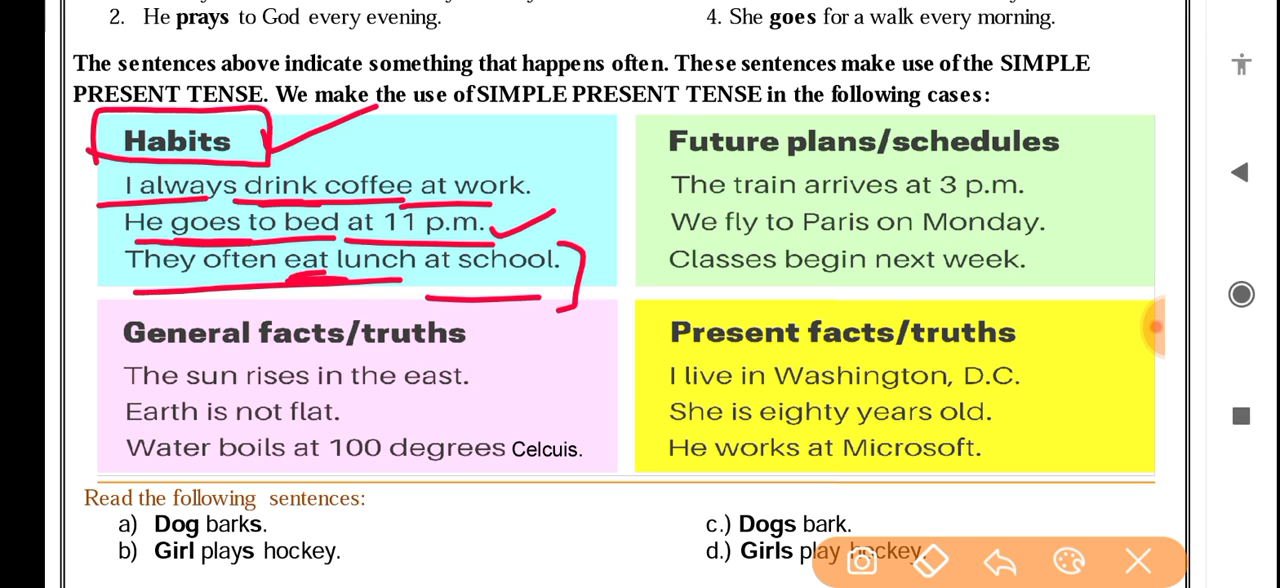 2. He prays to God every evening.
4. She goes for a walk every morning.
The sentences above indicate something that happens often. These sentences make use of the SIMPLE
PRESENT TENSE. We make the use of SIMPLE PRESENT TENSE in the following cases:
Habits
I always drink coffee at work.
He goes to bed at 11 p.m.
They often eat lunch at school.
Future plans/schedules
The train arrives at 3 p.m.
We fly to Paris on Monday.
Classes begin next week.
General facts/truths
The sun rises in the east.
Earth is not flat.
Water boils at 100 degrees Celcuis.
Present facts/truths
I live in Washington, D.C.
She is eighty years old.
He works at Microsoft.
Read the following sentences:
a) Dog barks.
b) Girl plays hockey.
c.) Dogs bark.
d.) Girls play hockey.